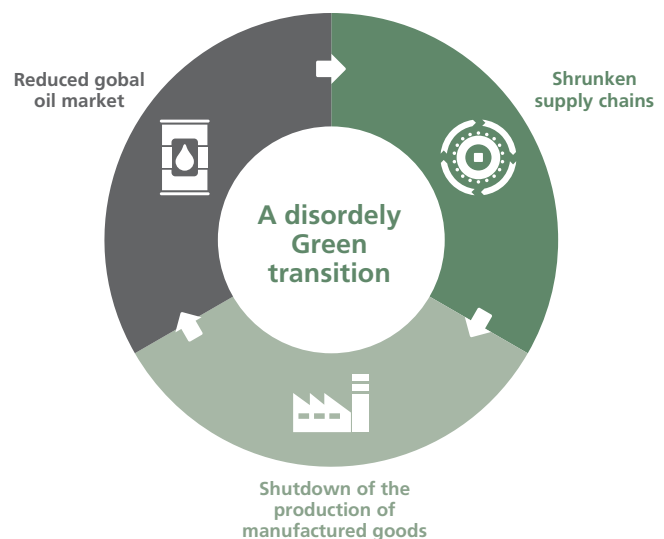 Reduced gobal
oil market
Shrunken
supply chains
A disordely
Green
transition
Shutdown of the
production of
manufactured goods